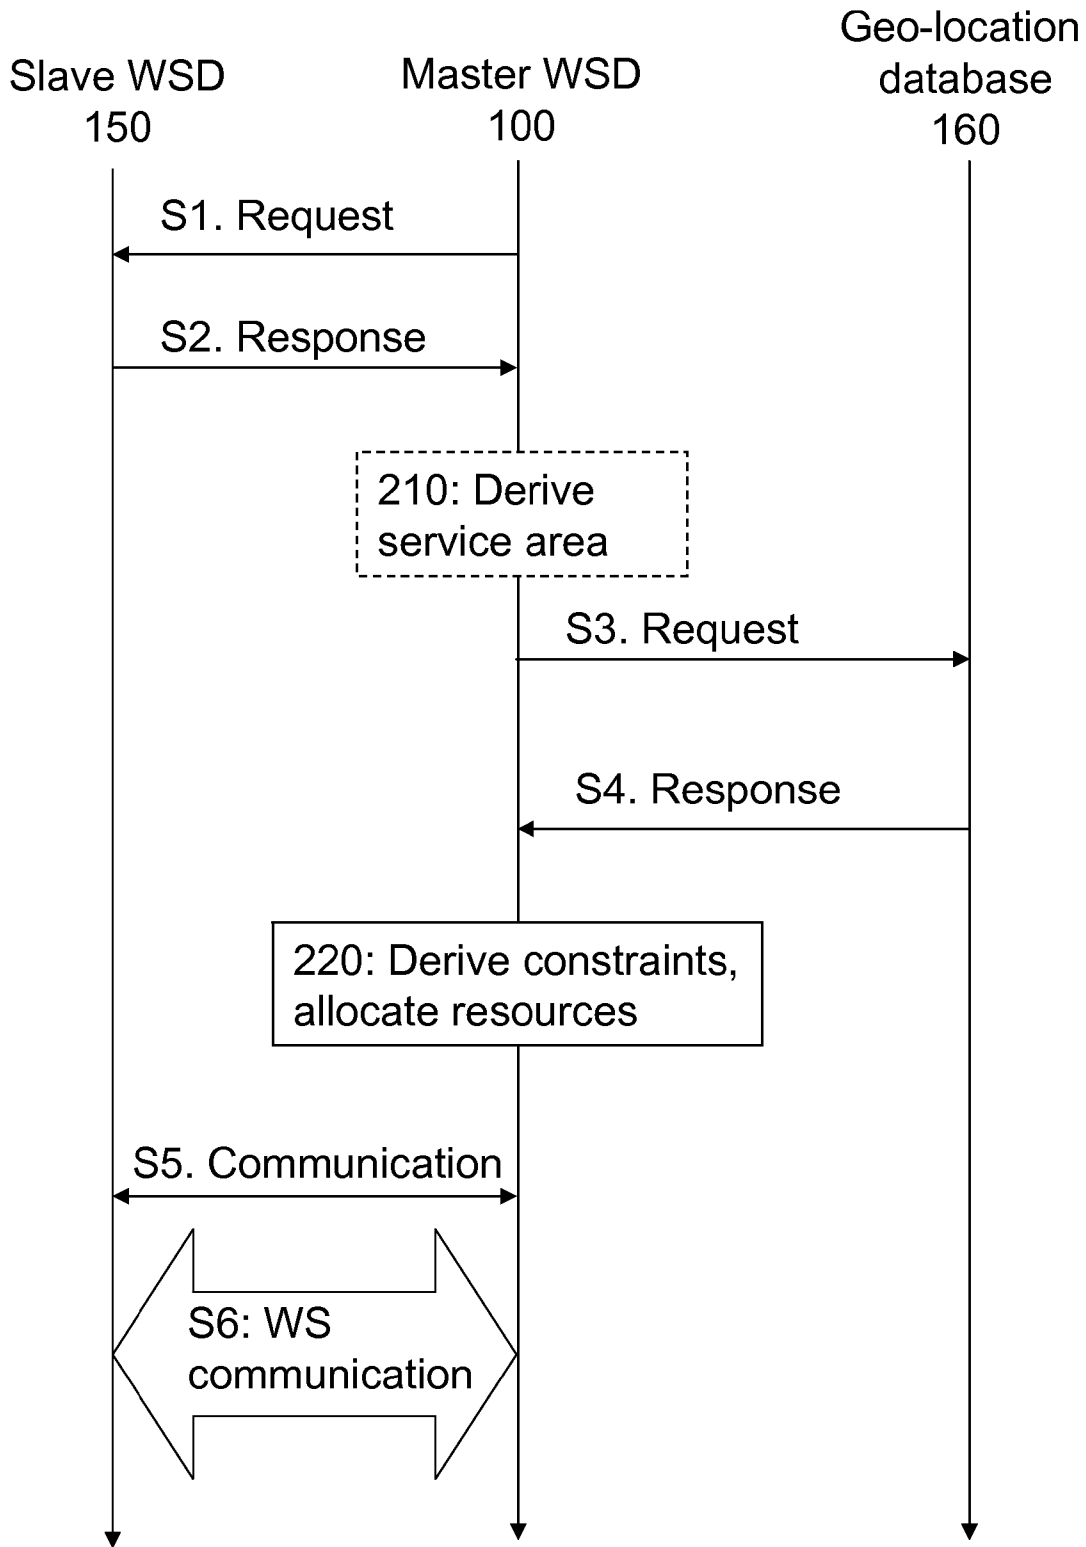 Slave WSD
150
Master WSD
100
Geo-location
database
160
S1. Request
S2. Response
210: Derive
service area
S3. Request
S4. Response
220: Derive constraints,
allocate resources
S5. Communication
S6: WS
communication